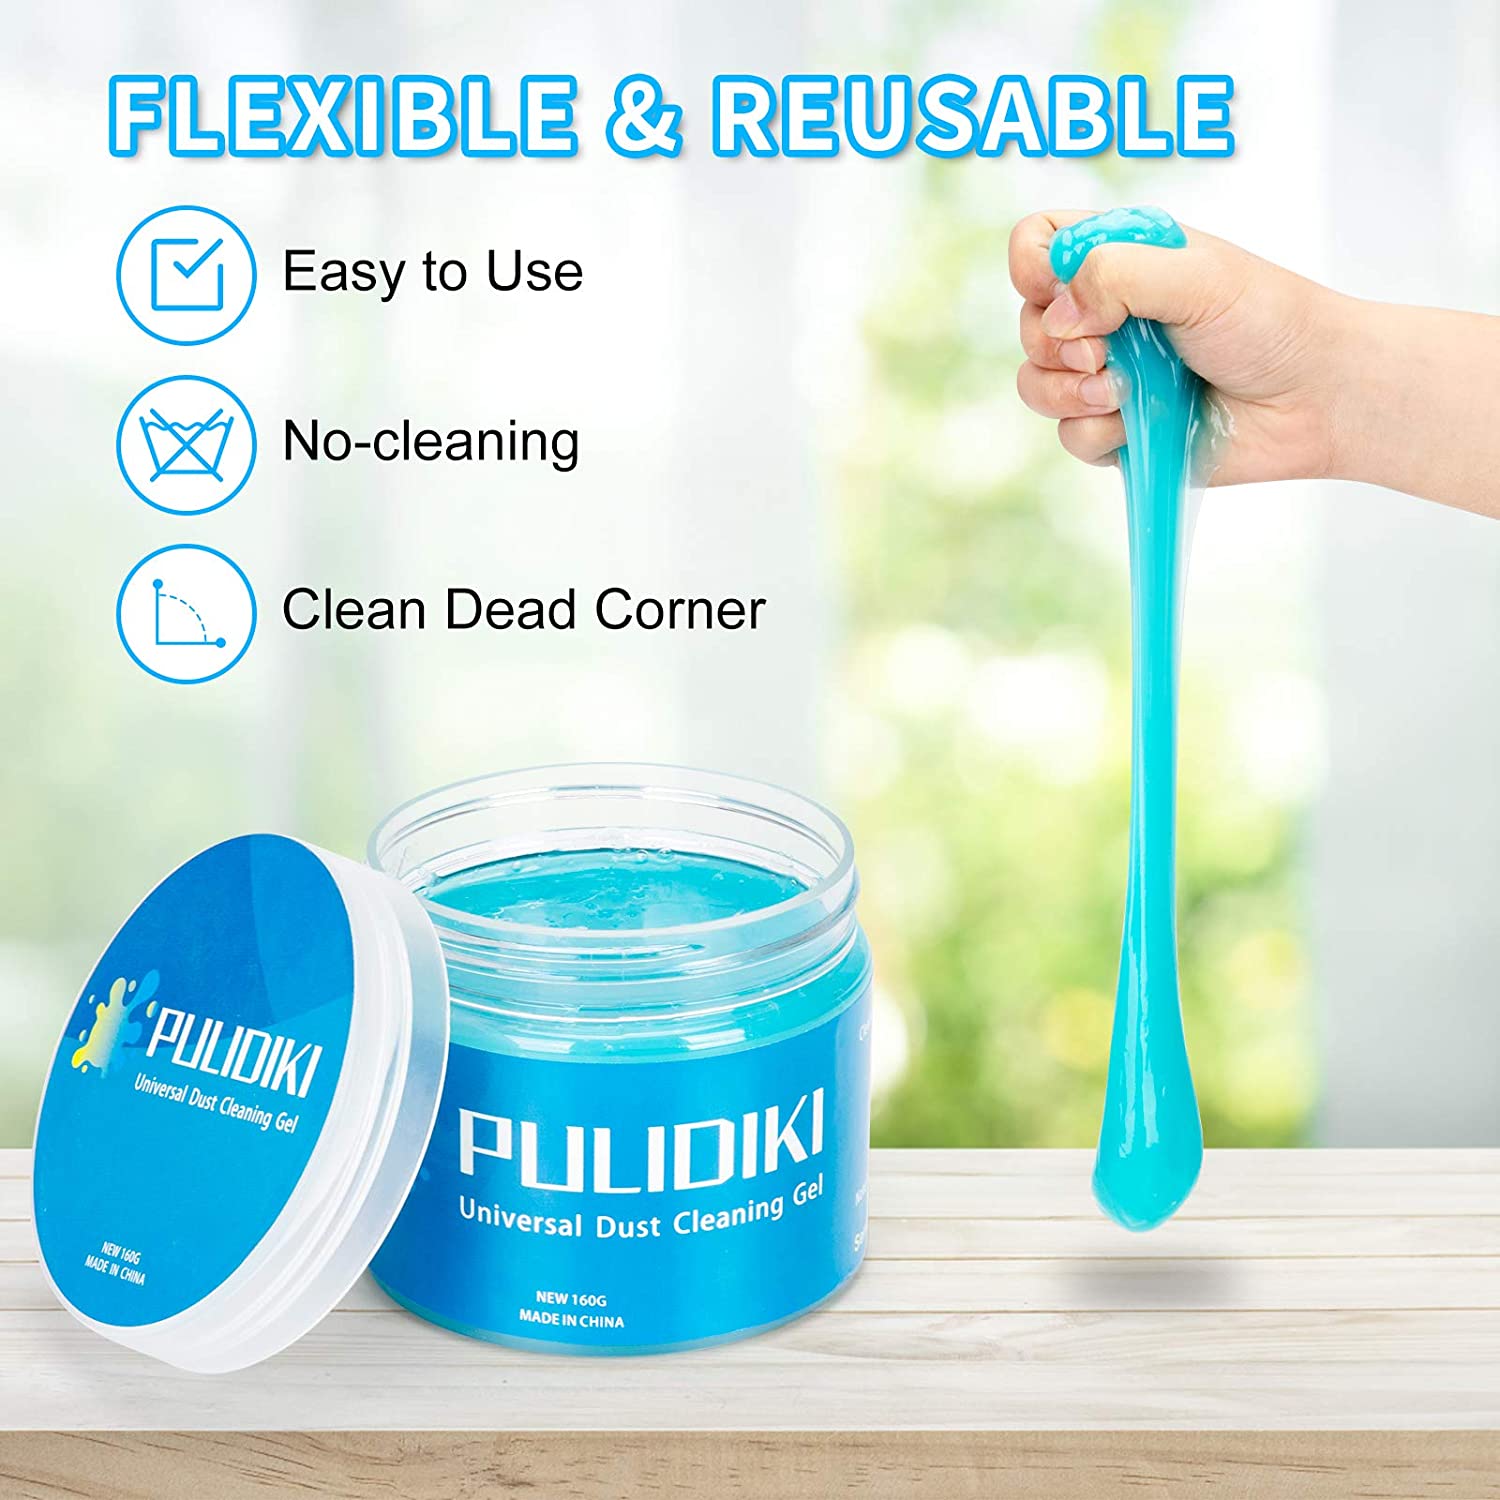 FLEXIBLE & REUSABLE
Easy to Use
No-cleaning
Clean Dead Corner
PULIDIKI
Universal Dust Cleaning Gel
NEW 160G
MADE IN CHINA
PULIDIKI
Universal Dust Cleaning Gel
NEW 160G
MADE IN CHINA